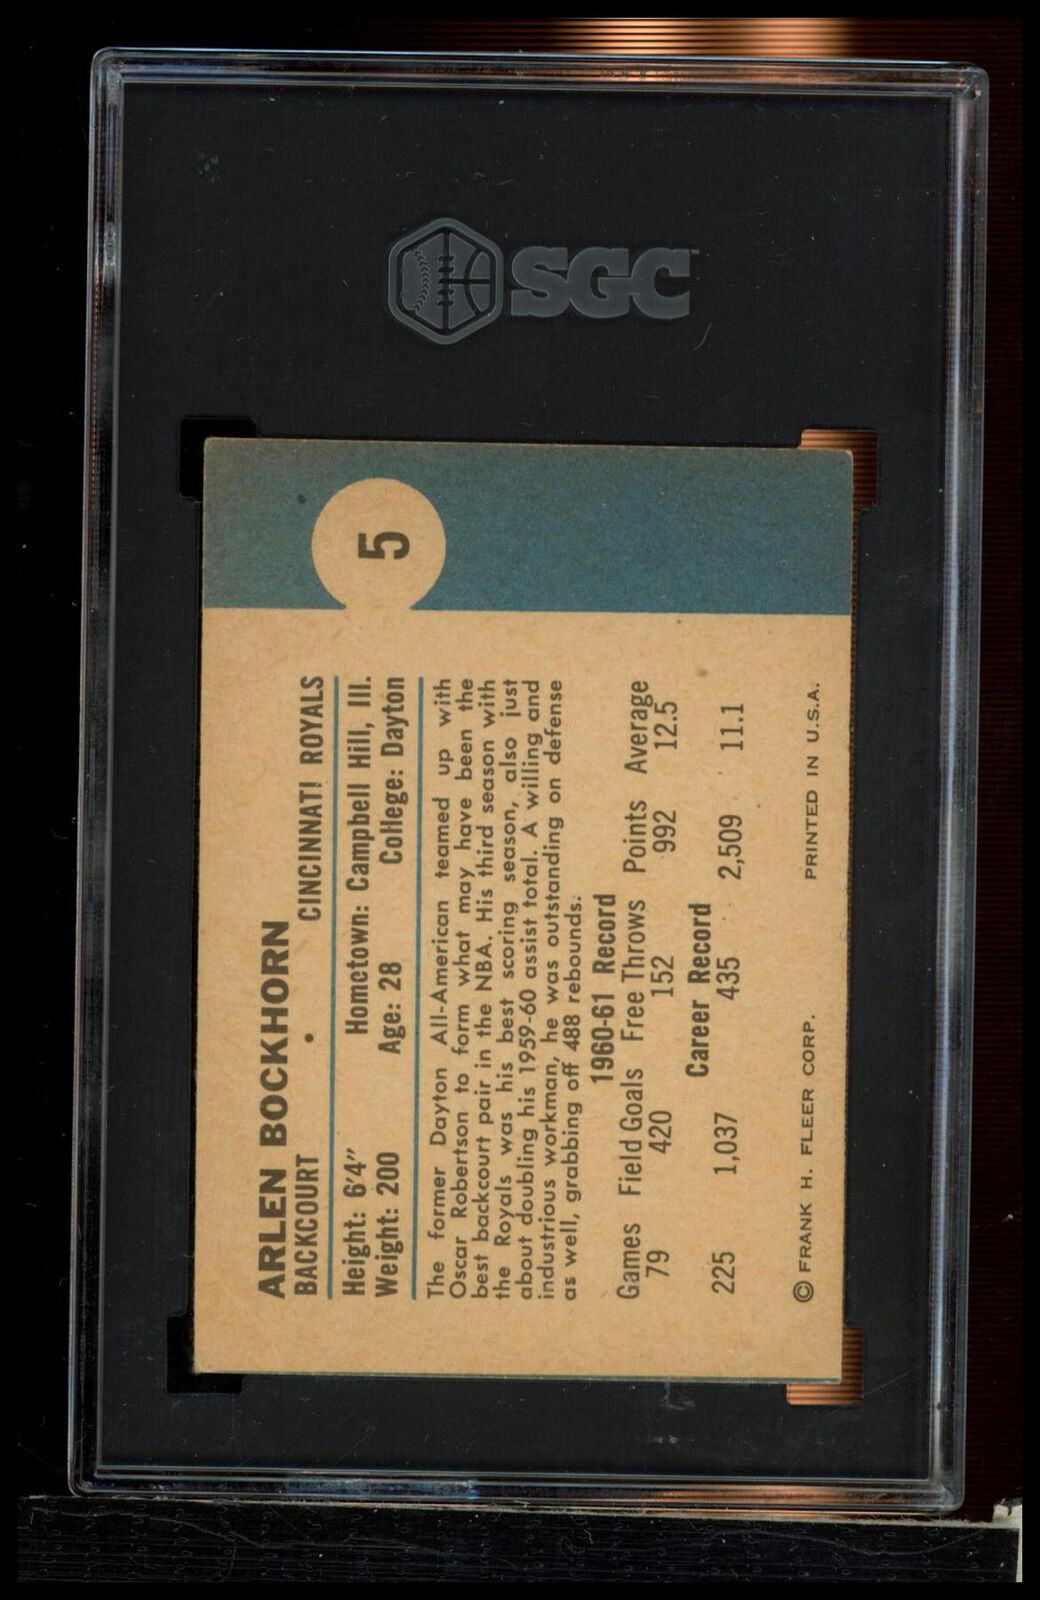 SGC
5
ARLEN BOCKHORN
BACKCOURT • CINCINNATI ROYALS
Height: 6'4" Hometown: Campbell Hill, Ill.
Weight: 200 Age: 28 College: Dayton
The former Dayton All-American teamed up with
Oscar Robertson to form what may have been the
best backcourt pair in the NBA. His third season with
the Royals was his best scoring season, also just
about doubling his 1959-60 assist total. A willing and
industrious workman, he was outstanding on defense
as well, grabbing off 488 rebounds.
1960-61 Record
Games Field Goals Free Throws Points Average
79 420 152 992 12.5
Career Record
225 1,037 435 2,509 11.1
© FRANK H. FLEER CORP. PRINTED IN U.S.A.